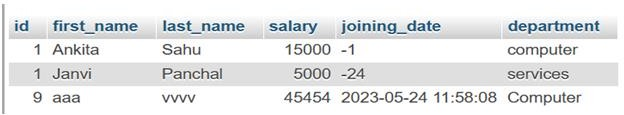 id first_name last_name salary joining_date department
1 Ankita Sahu 15000 -1 computer
1 Janvi Panchal 5000 -24 services
9 aaa vvvv 45454 2023-05-24 11:58:08 Computer